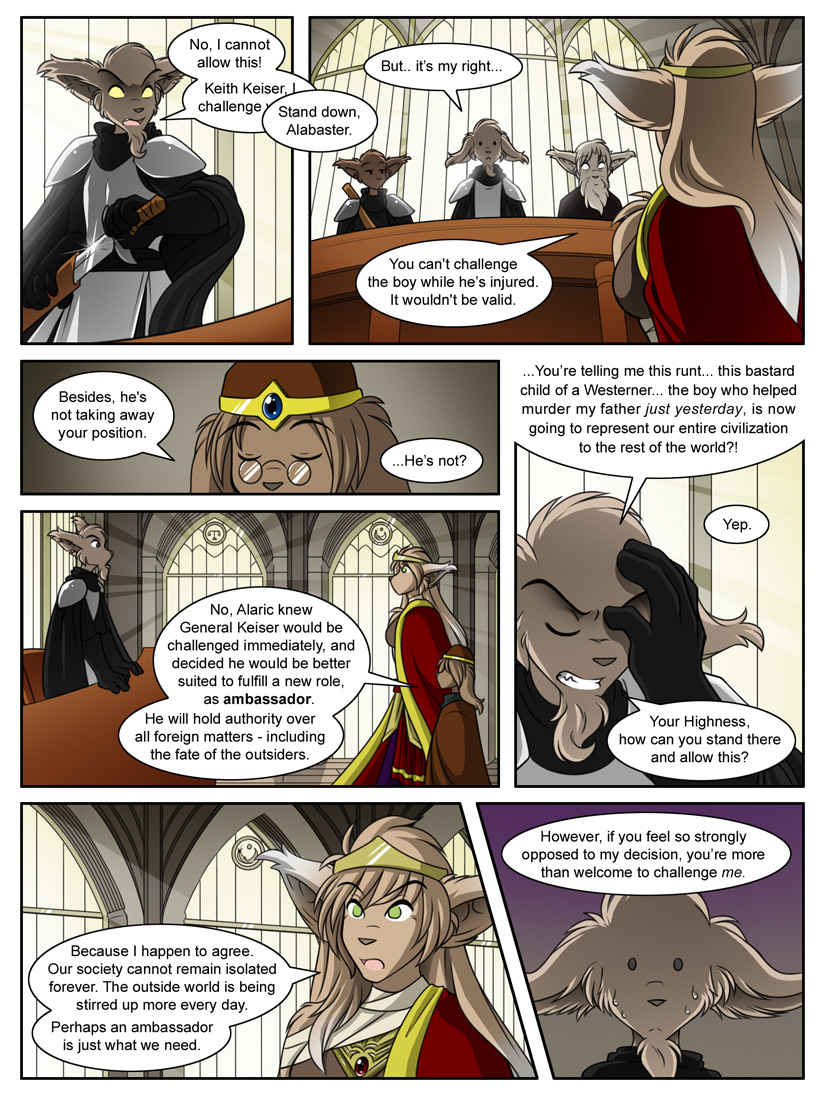 No, I cannot
allow this!
Keith Keiser, I
challenge
Stand down,
Alabaster.
But.. it's my right...
You can't challenge
the boy while he's injured.
It wouldn't be valid.
Besides, he's
not taking away
your position.
...He's not?
No, Alaric knew
General Keiser would be
challenged immediately, and
decided he would be better
suited to fulfill a new role,
as ambassador.
He will hold authority over
all foreign matters - including
the fate of the outsiders.
...You're telling me this runt... this bastard
child of a Westerner... the boy who helped
murder my father just yesterday, is now
going to represent our entire civilization
to the rest of the world?!
Yep.
Your Highness,
how can you stand there
and allow this?
Because I happen to agree.
Our society cannot remain isolated
forever. The outside world is being
stirred up more every day.
Perhaps an ambassador
is just what we need.
However, if you feel so strongly
opposed to my decision, you're more
than welcome to challenge me.